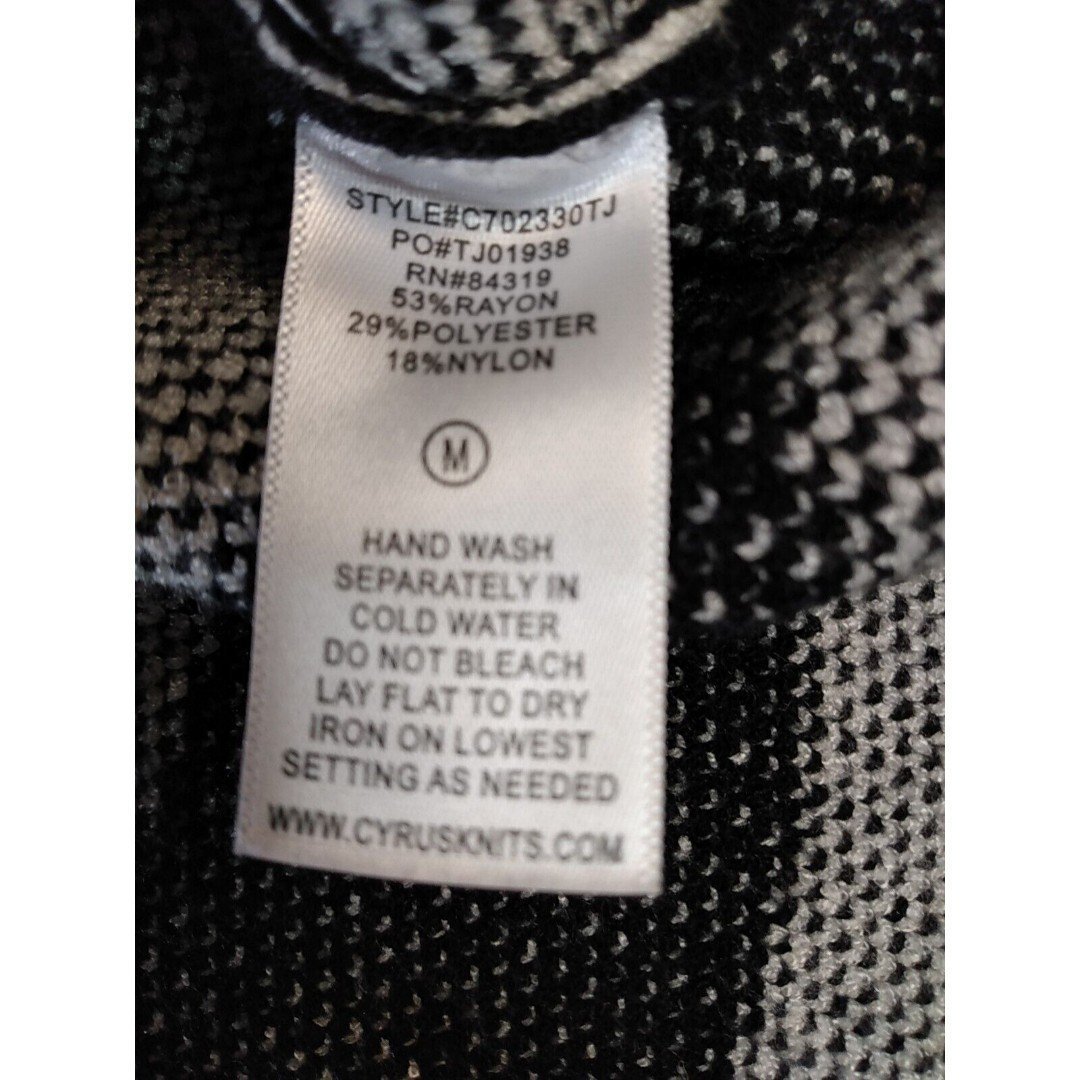 STYLE#C702330TJ
PO#TJ01938
RN#84319
53%RAYON
29%POLYESTER
18%NYLON
M
HAND WASH
SEPARATELY IN
COLD WATER
DO NOT BLEACH
LAY FLAT TO DRY
IRON ON LOWEST
SETTING AS NEEDED
WWW.CYRUSKNITS.COM